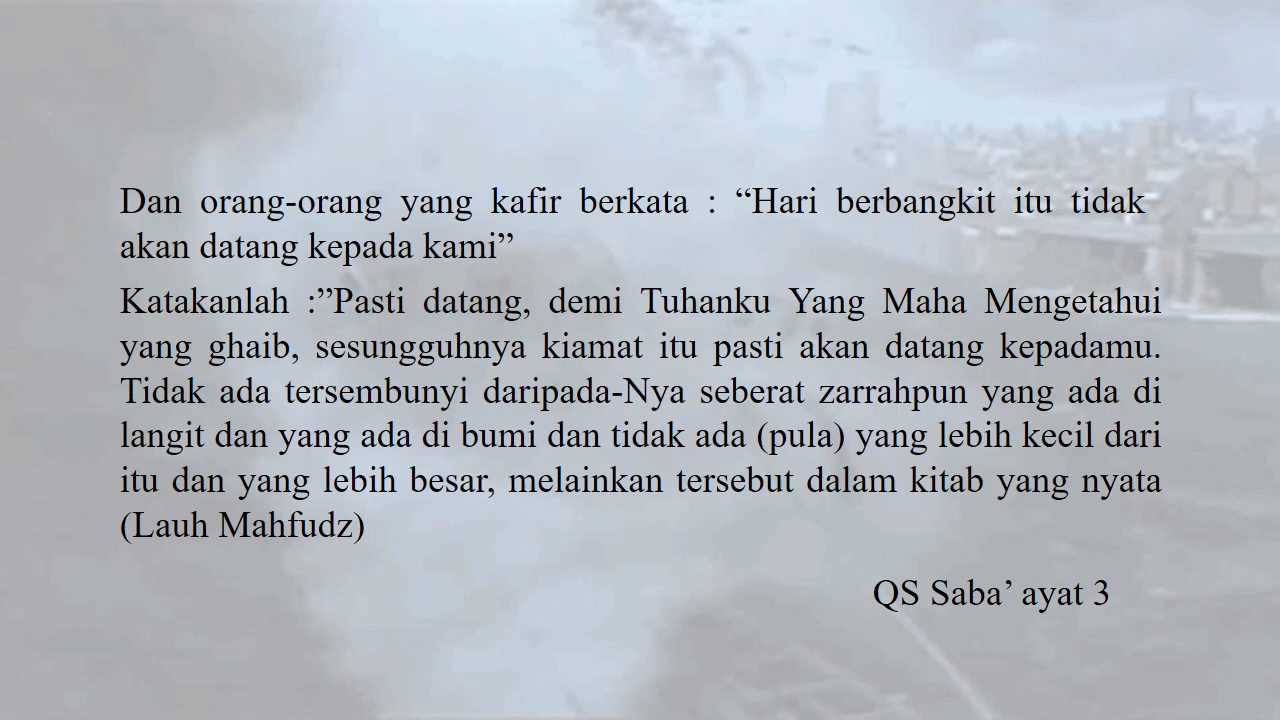 Dan orang-orang yang kafir berkata : “Hari berbangkit itu tidak
akan datang kepada kami”
Katakanlah :”Pasti datang, demi Tuhanku Yang Maha Mengetahui
yang ghaib, sesungguhnya kiamat itu pasti akan datang kepadamu.
Tidak ada tersembunyi daripada-Nya seberat zarrahpun yang ada di
langit dan yang ada di bumi dan tidak ada (pula) yang lebih kecil dari
itu dan yang lebih besar, melainkan tersebut dalam kitab yang nyata
(Lauh Mahfudz)
QS Saba’ ayat 3